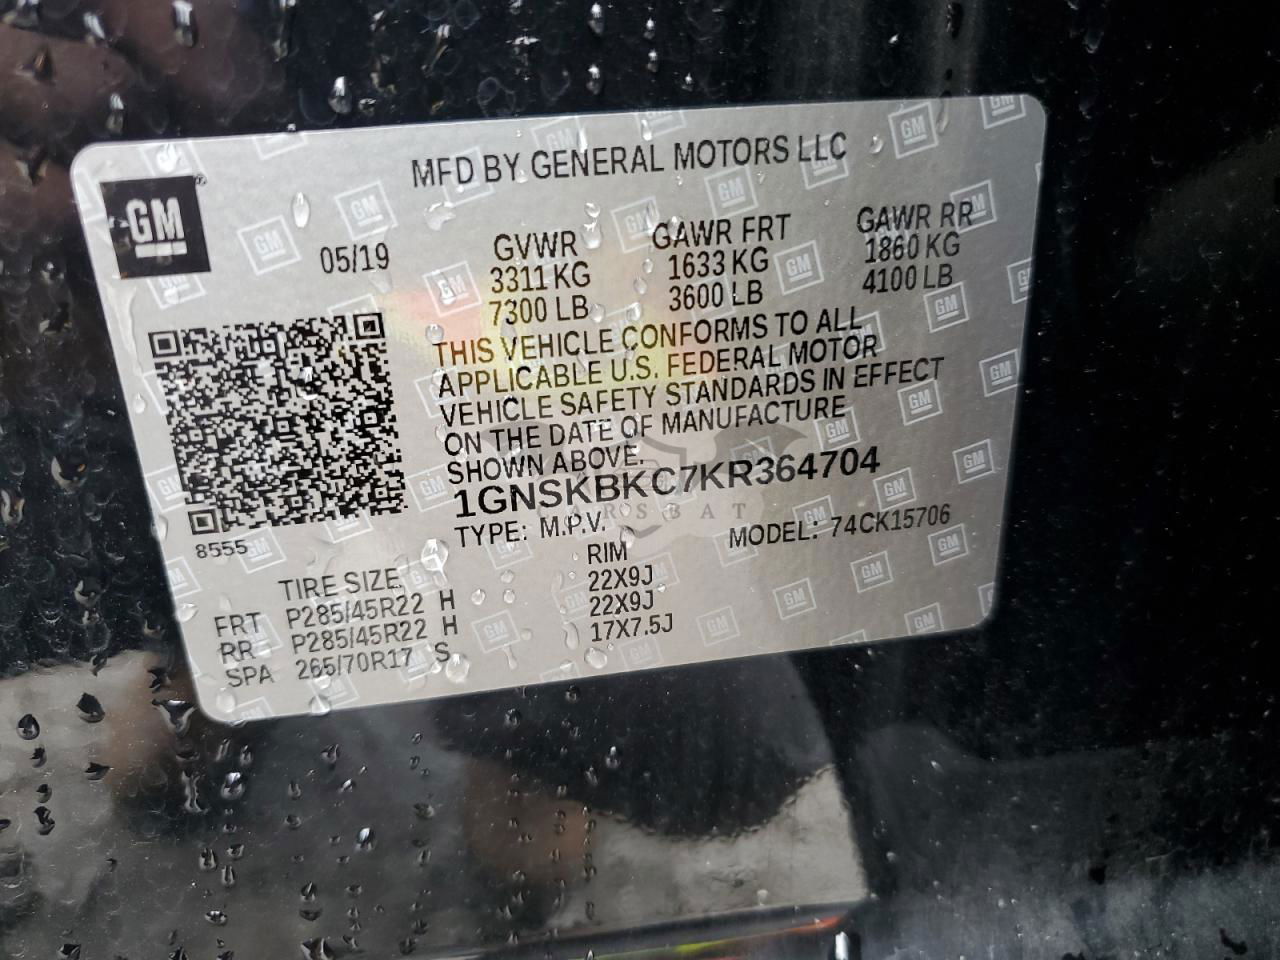 MFD BY GENERAL MOTORS LLC
GM
05/19
GVWR GAWR FRT GAWR RR
3311 KG 1633 KG 1860 KG
7300 LB 3600 LB 4100 LB
THIS VEHICLE CONFORMS TO ALL
APPLICABLE U.S. FEDERAL MOTOR
VEHICLE SAFETY STANDARDS IN EFFECT
ON THE DATE OF MANUFACTURE
SHOWN ABOVE.
1GNSKBKC7KR364704
CARSBAT
TYPE: M.P.V. MODEL: 74CK15706
8555
TIRE SIZE RIM
FRT P285/45R22 H 22X9J
RR P285/45R22 H 22X9J
SPA 265/70R17 S 17X7.5J